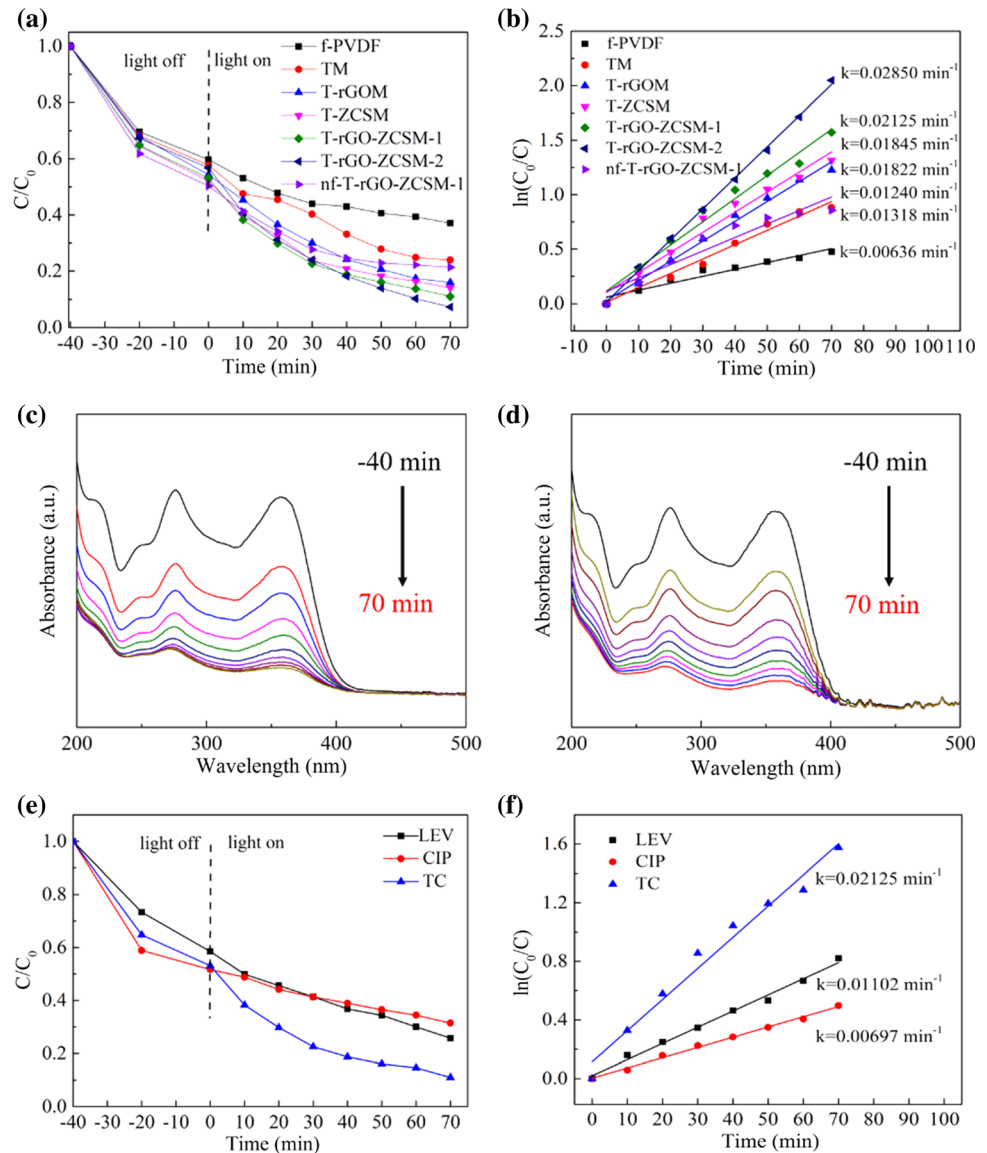 (a)
light off
light on
f-PVDF
TM
T-rGOM
T-ZCSM
T-rGO-ZCSM-1
T-rGO-ZCSM-2
nf-T-rGO-ZCSM-1
C/C0
1.0
0.8
0.6
0.4
0.2
0.0
-40 -30 -20 -10 0 10 20 30 40 50 60 70
Time (min)
(b)
f-PVDF
TM
T-rGOM
T-ZCSM
T-rGO-ZCSM-1
T-rGO-ZCSM-2
nf-T-rGO-ZCSM-1
k=0.02850 min-1
k=0.02125 min-1
k=0.01845 min-1
k=0.01822 min-1
k=0.01240 min-1
k=0.01318 min-1
k=0.00636 min-1
ln(C0/C)
2.5
2.0
1.5
1.0
0.5
0.0
-10 0 10 20 30 40 50 60 70 80 90 100 110
Time (min)
(c)
-40 min
70 min
Absorbance (a.u.)
200 300 400 500
Wavelength (nm)
(d)
-40 min
70 min
Absorbance (a.u.)
200 300 400 500
Wavelength (nm)
(e)
light off
light on
LEV
CIP
TC
C/C0
1.0
0.8
0.6
0.4
0.2
0.0
-40 -30 -20 -10 0 10 20 30 40 50 60 70
Time (min)
(f)
LEV
CIP
TC
k=0.02125 min-1
k=0.01102 min-1
k=0.00697 min-1
ln(C0/C)
1.6
1.2
0.8
0.4
0.0
0 10 20 30 40 50 60 70 80 90 100
Time (min)